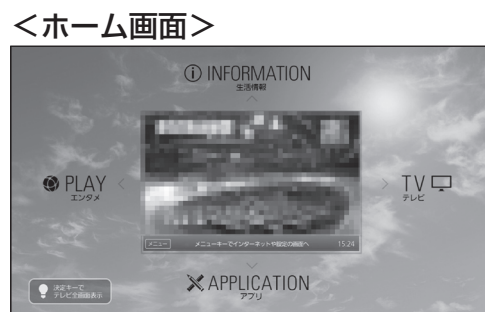 ＜ホーム画面＞
INFORMATION
生活情報
PLAY
エンタメ
TV
テレビ
メニュー メニューキーでインターネットや設定の画面へ 15:24
APPLICATION
アプリ
決定キーで
テレビ全画面表示